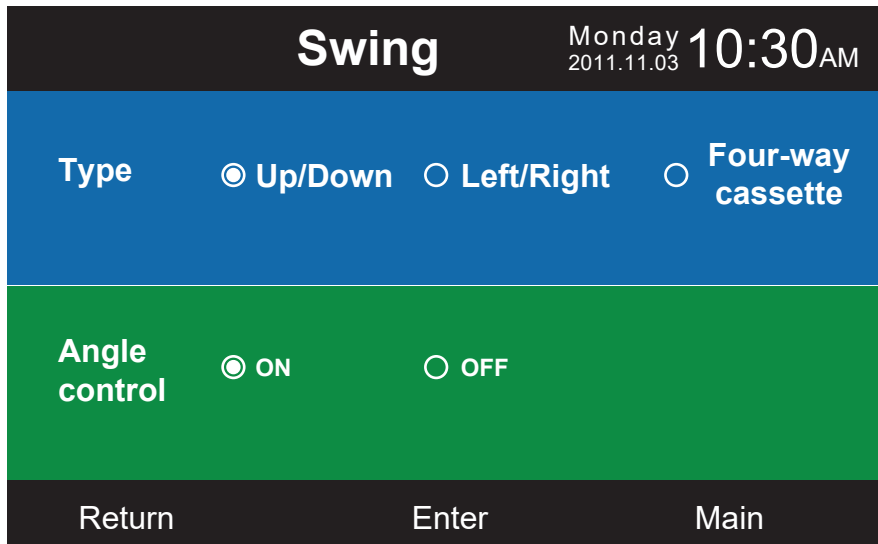 Swing
Monday
2011.11.03
10:30AM
Type
Up/Down
Left/Right
Four-way
cassette
Angle
control
ON
OFF
Return
Enter
Main